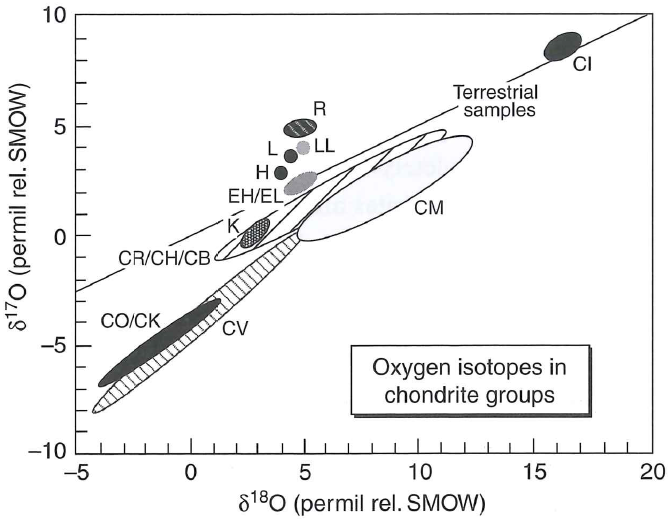 10
5
0
−5
−10
δ¹⁷O (permil rel. SMOW)
CI
Terrestrial
samples
R
L
LL
H
EH/EL
CM
K
CR/CH/CB
CO/CK
CV
Oxygen isotopes in
chondrite groups
−5
0
5
10
15
20
δ¹⁸O (permil rel. SMOW)